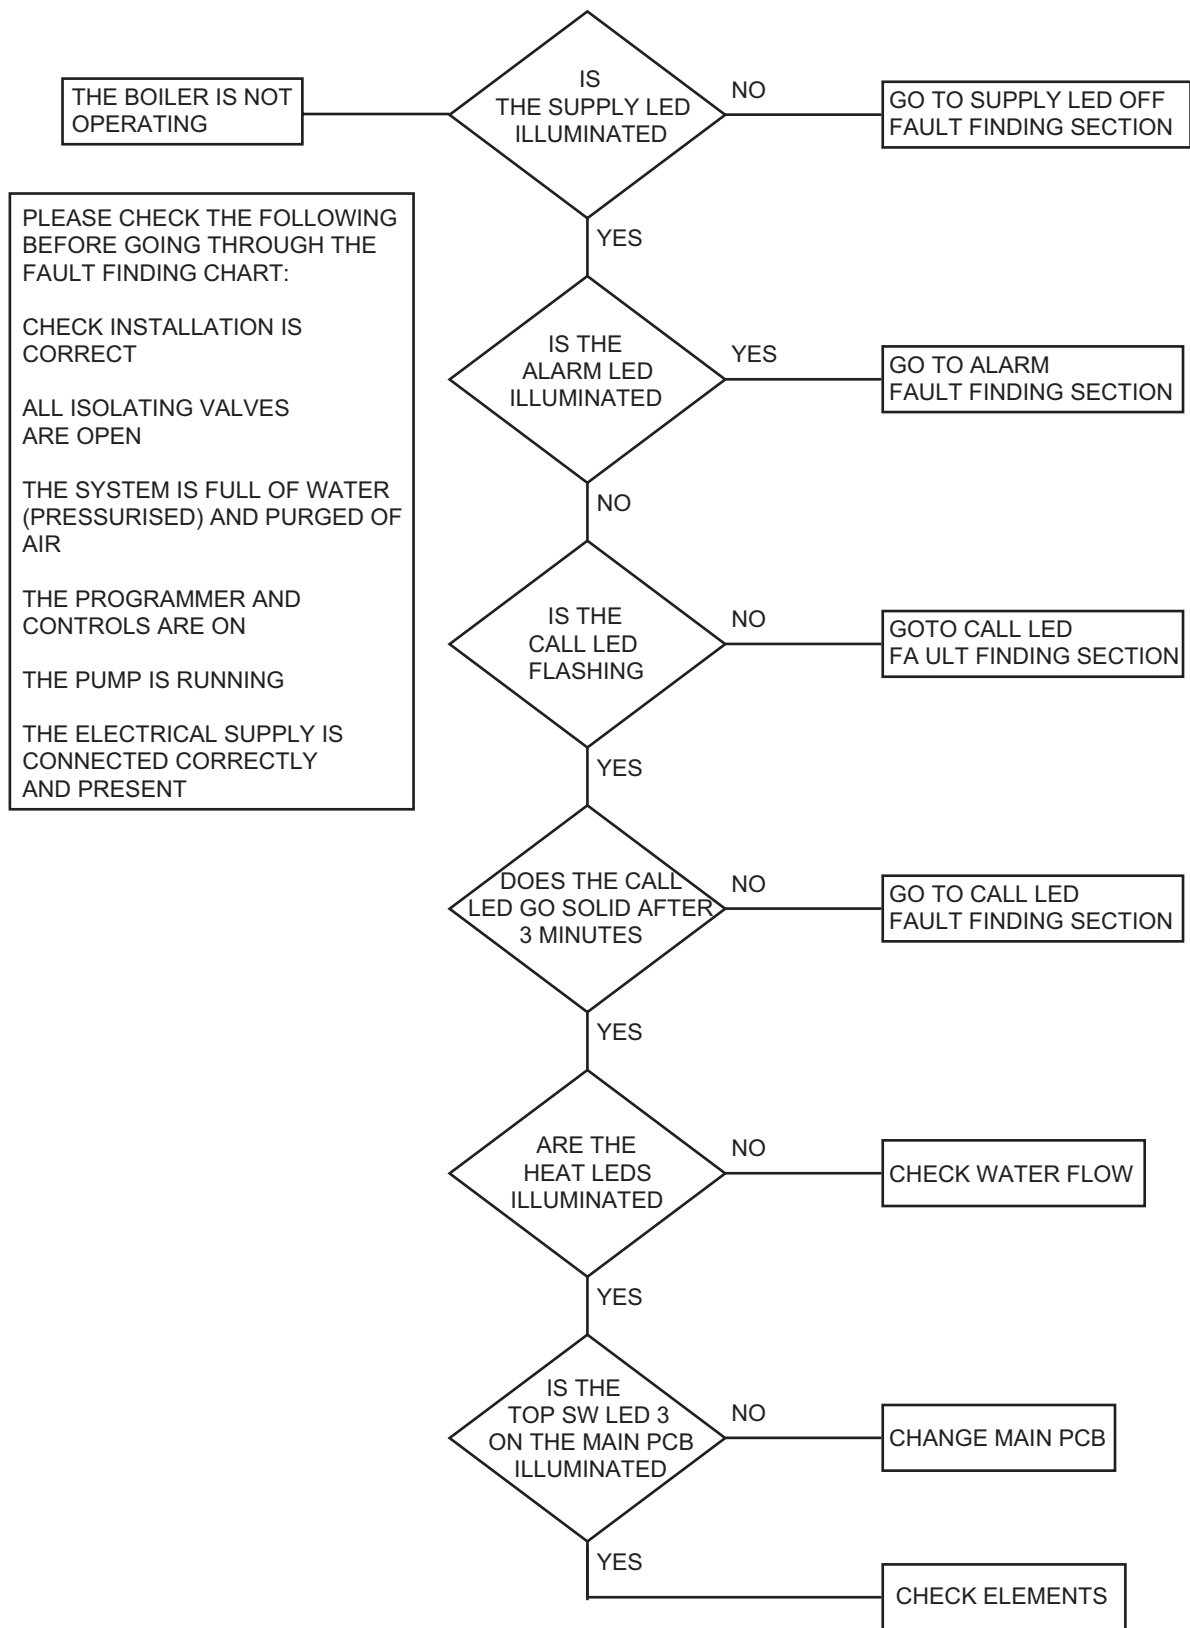 THE BOILER IS NOT
OPERATING
IS
THE SUPPLY LED
ILLUMINATED
NO
GO TO SUPPLY LED OFF
FAULT FINDING SECTION
PLEASE CHECK THE FOLLOWING
BEFORE GOING THROUGH THE
FAULT FINDING CHART:
CHECK INSTALLATION IS
CORRECT
ALL ISOLATING VALVES
ARE OPEN
THE SYSTEM IS FULL OF WATER
(PRESSURISED) AND PURGED OF
AIR
THE PROGRAMMER AND
CONTROLS ARE ON
THE PUMP IS RUNNING
THE ELECTRICAL SUPPLY IS
CONNECTED CORRECTLY
AND PRESENT
YES
IS THE
ALARM LED
ILLUMINATED
YES
GO TO ALARM
FAULT FINDING SECTION
NO
IS THE
CALL LED
FLASHING
NO
GOTO CALL LED
FA ULT FINDING SECTION
YES
DOES THE CALL
LED GO SOLID AFTER
3 MINUTES
NO
GO TO CALL LED
FAULT FINDING SECTION
YES
ARE THE
HEAT LEDS
ILLUMINATED
NO
CHECK WATER FLOW
YES
IS THE
TOP SW LED 3
ON THE MAIN PCB
ILLUMINATED
NO
CHANGE MAIN PCB
YES
CHECK ELEMENTS